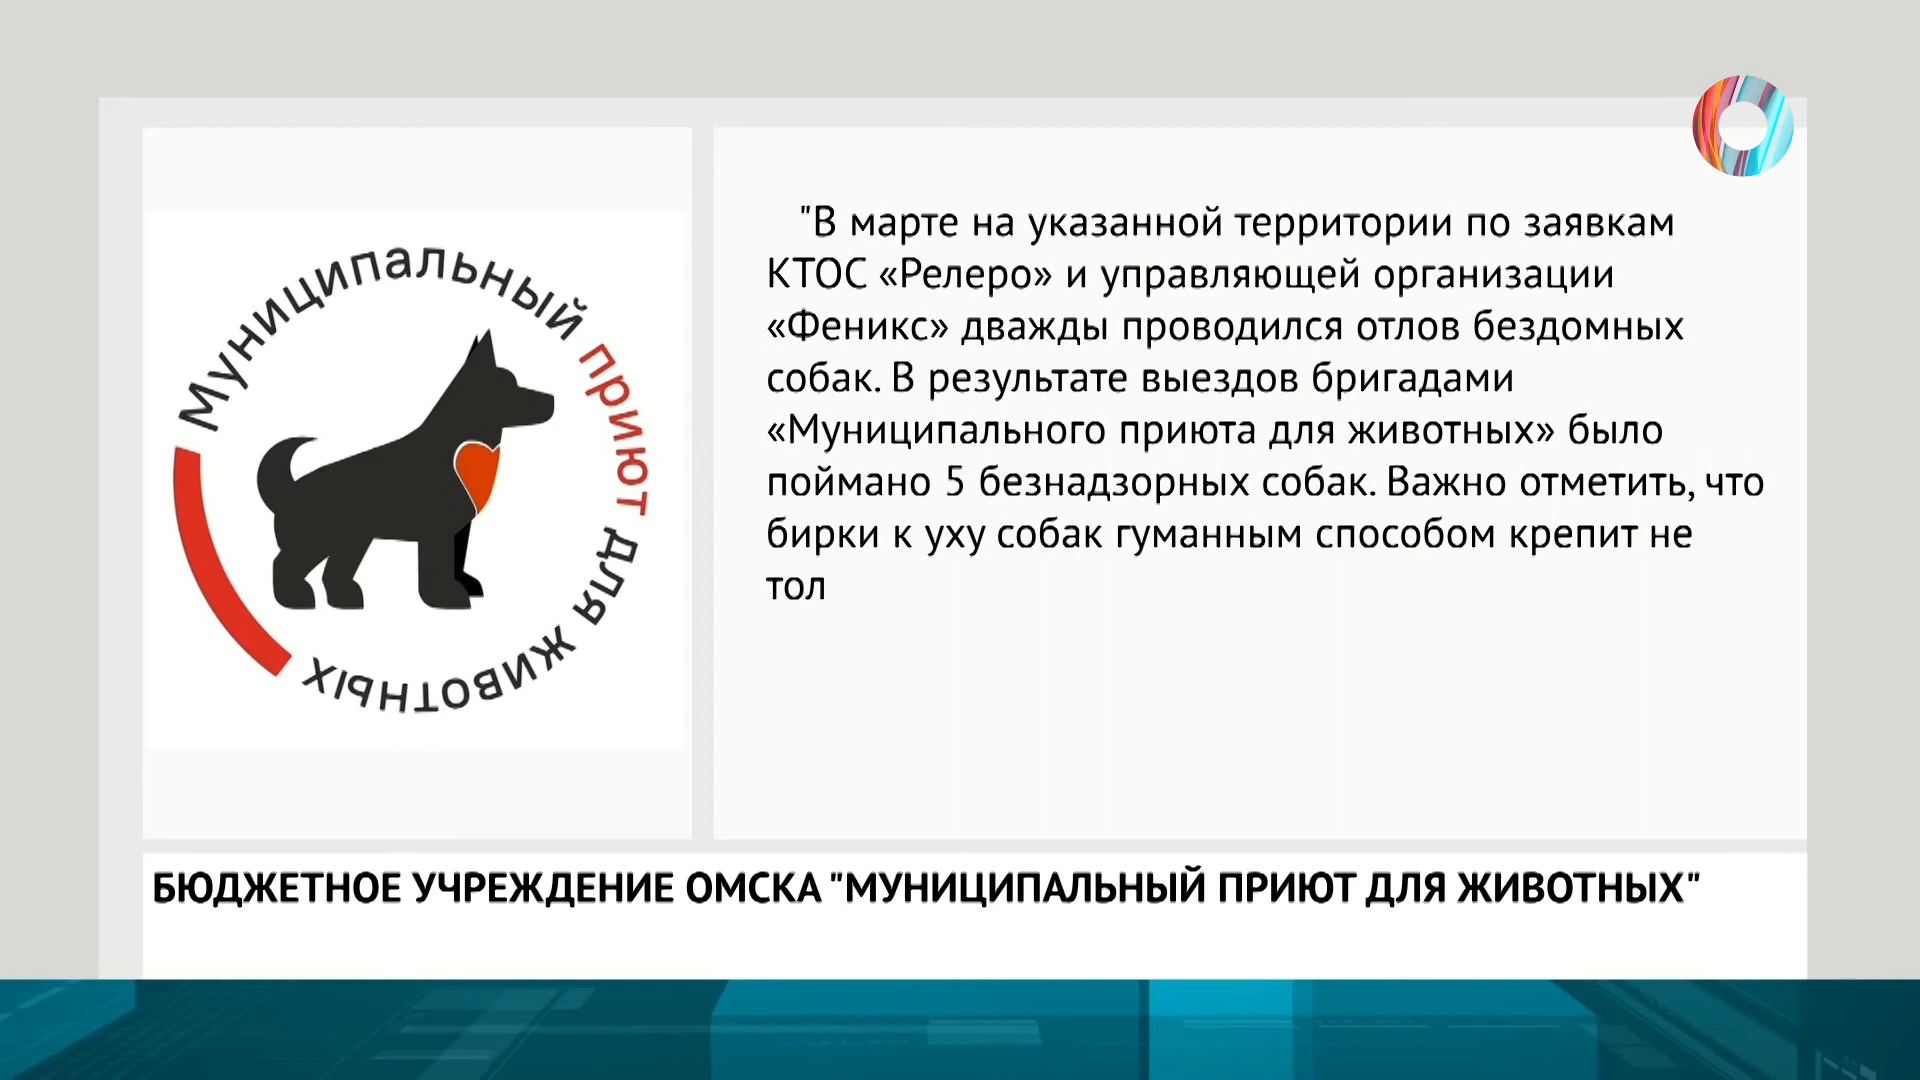 Муниципальный приют для животных
"В марте на указанной территории по заявкам
КТОС «Релеро» и управляющей организации
«Феникс» дважды проводился отлов бездомных
собак. В результате выездов бригадами
«Муниципального приюта для животных» было
поймано 5 безнадзорных собак. Важно отметить, что
бирки к уху собак гуманным способом крепит не
тол
БЮДЖЕТНОЕ УЧРЕЖДЕНИЕ ОМСКА "МУНИЦИПАЛЬНЫЙ ПРИЮТ ДЛЯ ЖИВОТНЫХ"